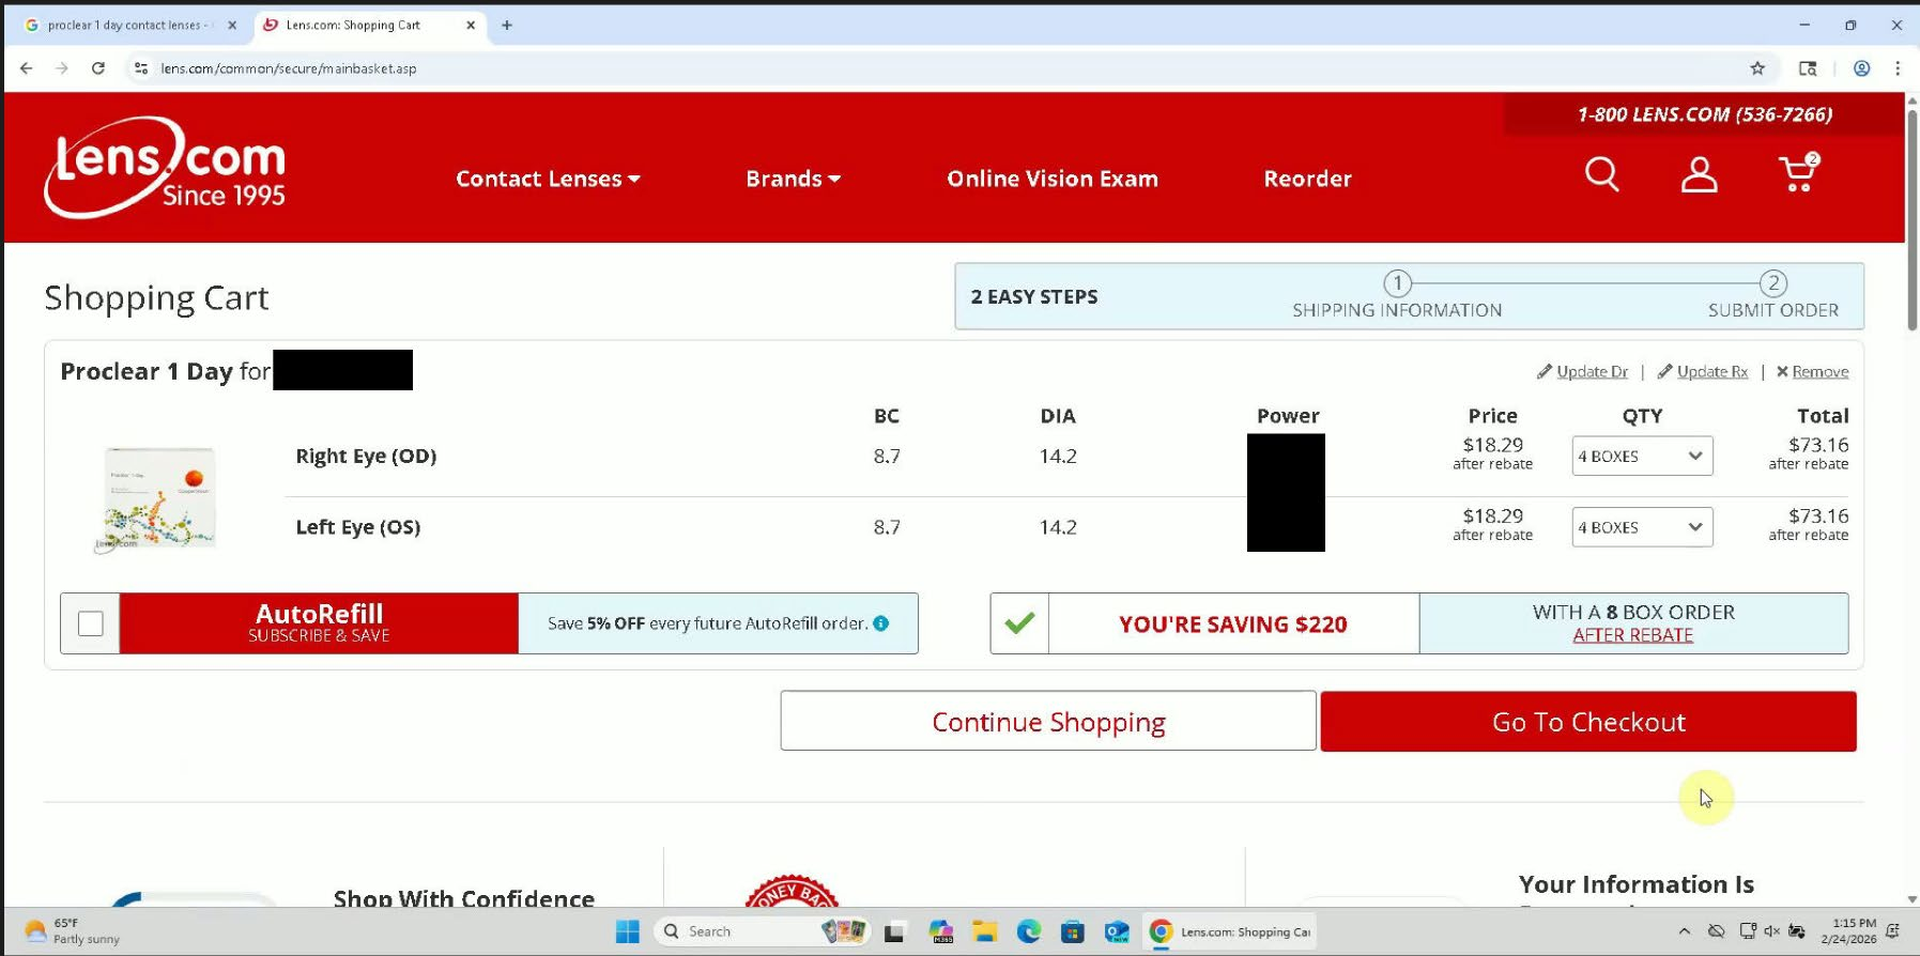 proclear 1 day contact lenses -
Lens.com: Shopping Cart
lens.com/common/secure/mainbasket.asp
1-800 LENS.COM (536-7266)
Lens.com
Since 1995
Contact Lenses
Brands
Online Vision Exam
Reorder
2
Shopping Cart
2 EASY STEPS
1
SHIPPING INFORMATION
2
SUBMIT ORDER
Proclear 1 Day for
Update Dr | Update Rx | Remove
BC DIA Power Price QTY Total
Right Eye (OD) 8.7 14.2 $18.29 4 BOXES $73.16
after rebate after rebate
Left Eye (OS) 8.7 14.2 $18.29 4 BOXES $73.16
after rebate after rebate
AutoRefill
SUBSCRIBE & SAVE
Save 5% OFF every future AutoRefill order.
YOU'RE SAVING $220
WITH A 8 BOX ORDER
AFTER REBATE
Continue Shopping
Go To Checkout
Shop With Confidence
Your Information Is
65°F
Partly sunny
Search
Lens.com: Shopping Ca
1:15 PM
2/24/2026